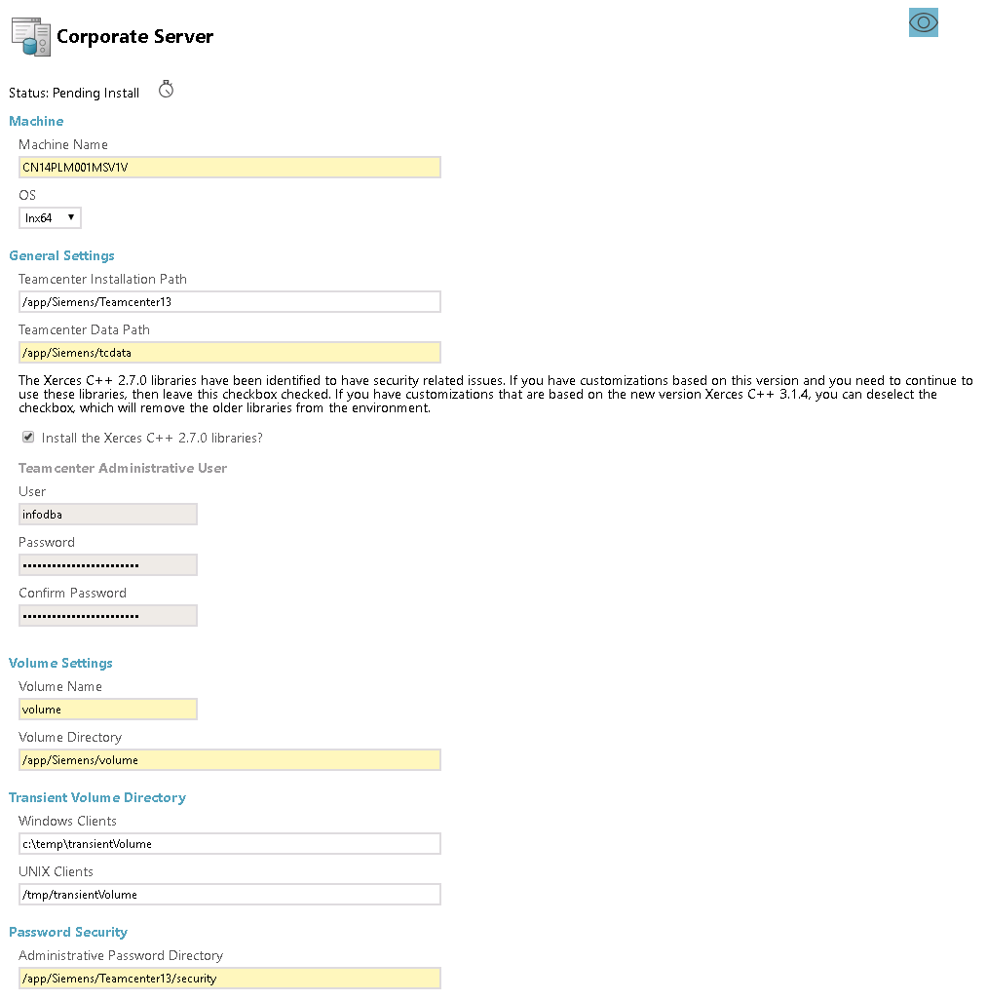 Corporate Server
Status: Pending Install
Machine
Machine Name
CN14PLM001MSV1V
OS
lnx64
General Settings
Teamcenter Installation Path
/app/Siemens/Teamcenter13
Teamcenter Data Path
/app/Siemens/tcdata
The Xerces C++ 2.7.0 libraries have been identified to have security related issues. If you have customizations based on this version and you need to continue to
use these libraries, then leave this checkbox checked. If you have customizations that are based on the new version Xerces C++ 3.1.4, you can deselect the
checkbox, which will remove the older libraries from the environment.
Install the Xerces C++ 2.7.0 libraries?
Teamcenter Administrative User
User
infodba
Password
••••••••••••••••••••••••
Confirm Password
••••••••••••••••••••••••
Volume Settings
Volume Name
volume
Volume Directory
/app/Siemens/volume
Transient Volume Directory
Windows Clients
c:\temp\transientVolume
UNIX Clients
/tmp/transientVolume
Password Security
Administrative Password Directory
/app/Siemens/Teamcenter13/security